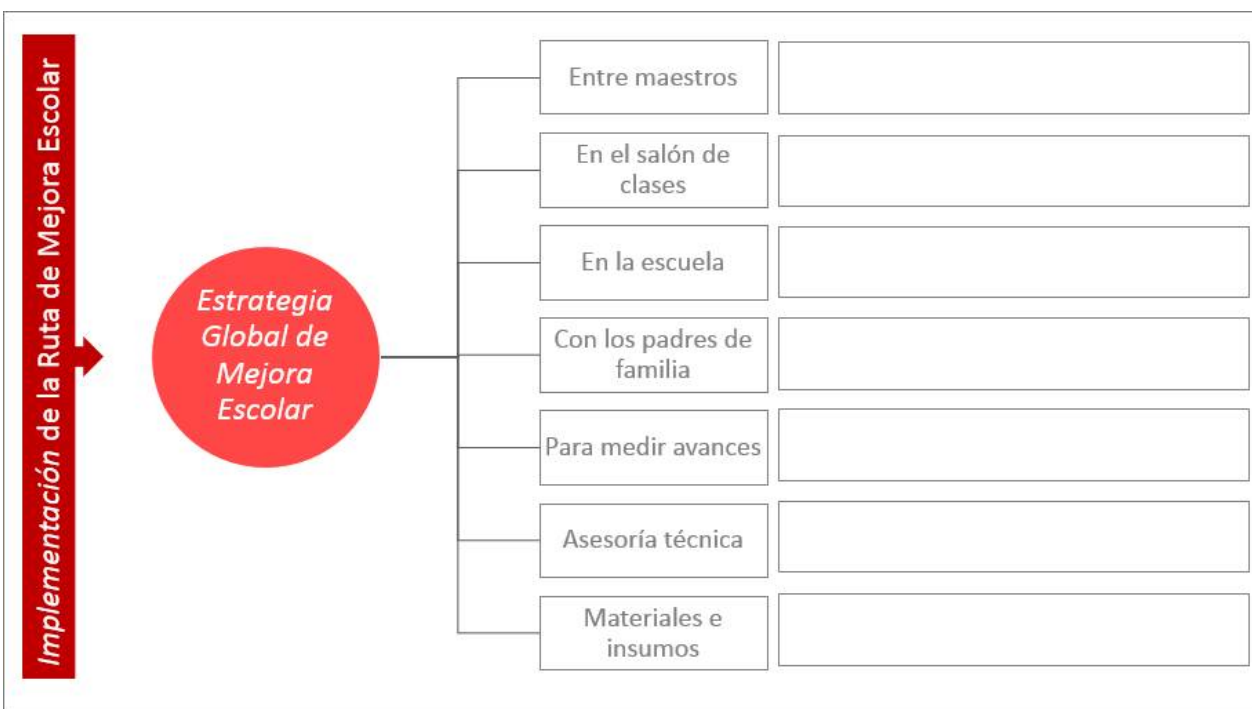 Implementación de la Ruta de Mejora Escolar
Estrategia
Global de
Mejora
Escolar
Entre maestros
En el salón de
clases
En la escuela
Con los padres de
familia
Para medir avances
Asesoría técnica
Materiales e
insumos